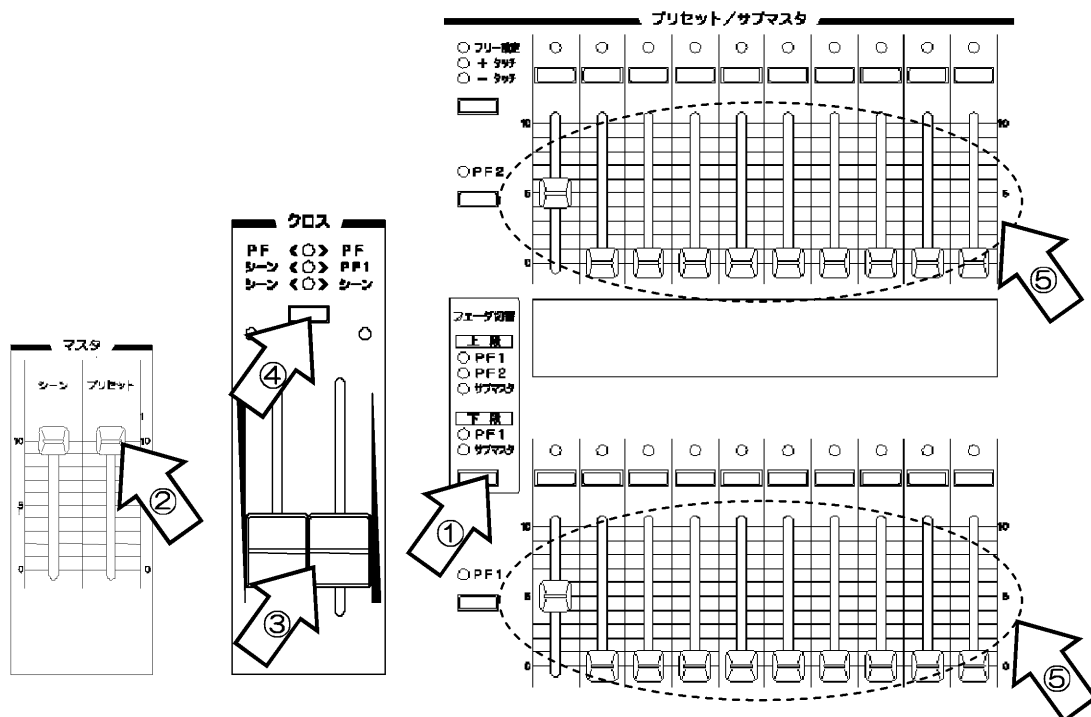 プリセット/サブマスタ
フリー設定
+ タッチ
- タッチ
10
10
PF2
5
5
0
0
⑤
クロス
PF < > PF
シーン < > PF1
シーン < > シーン
④
③
マスタ
シーン プリセット
1
10
10
5
0
0
②
フェーダ切替
上 段
PF1
PF2
サブマスタ
下 段
PF1
サブマスタ
①
10
10
PF1
5
5
0
0
⑤